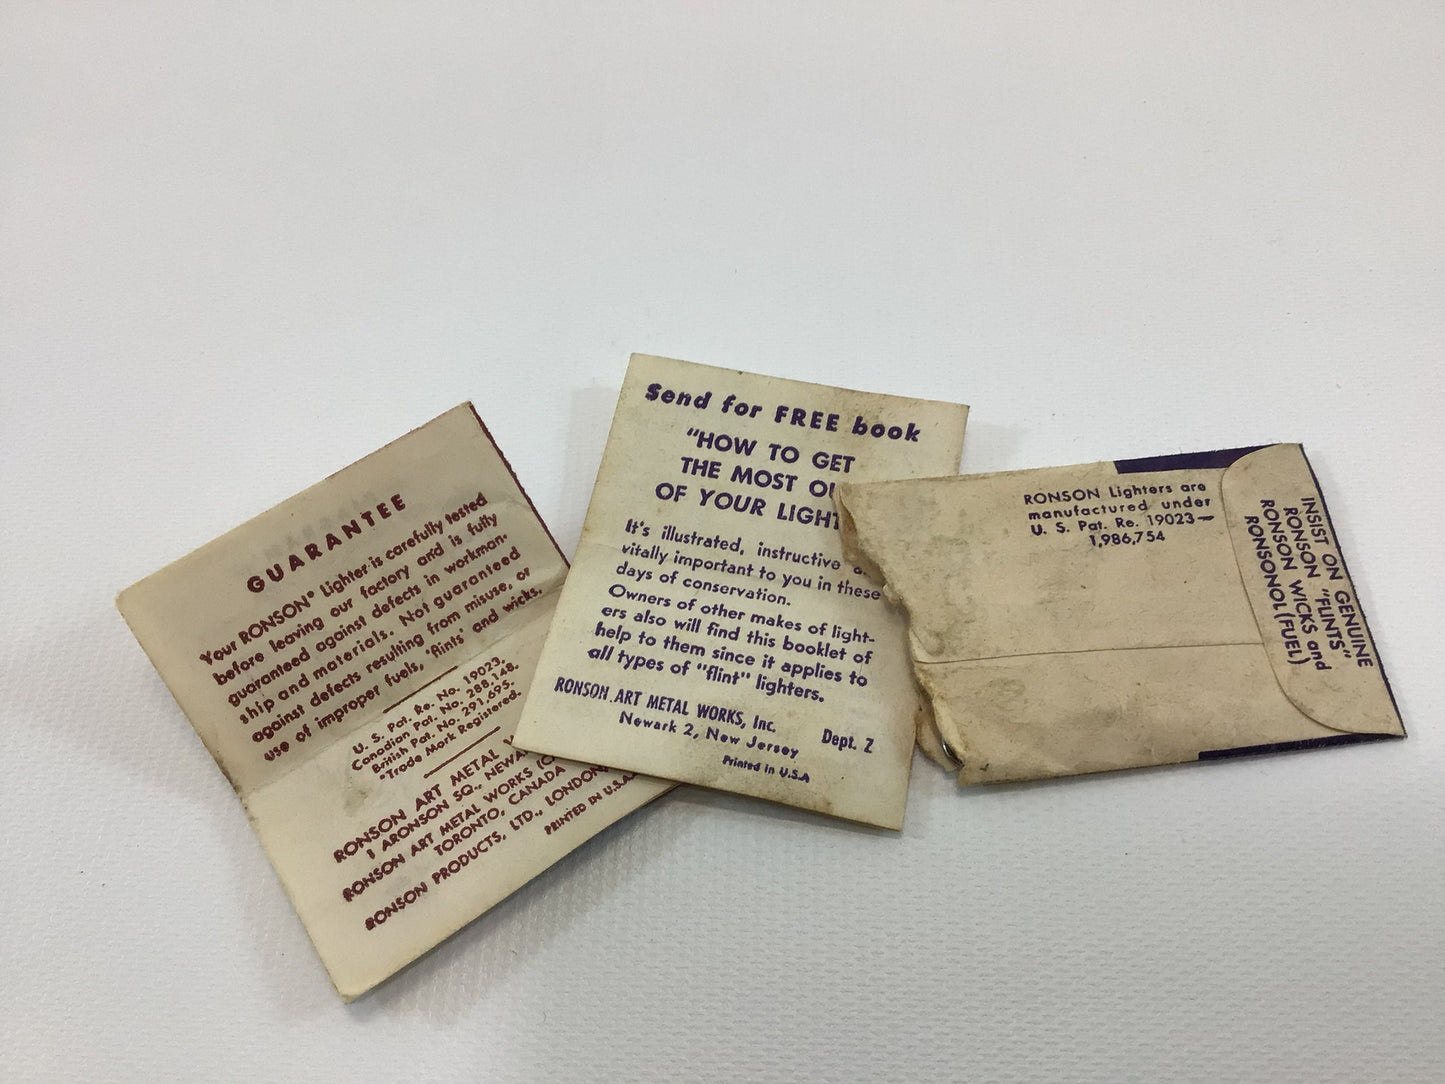 GUARANTEE
Your RONSON* Lighter is carefully tested
before leaving our factory and is fully
guaranteed against defects in workman-
ship and materials. Not guaranteed
against defects resulting from misuse, or
use of improper fuels, 'flints' and wicks.
U. S. Pat. Re. No. 19023.
Canadian Pat. No. 288,148.
British Pat. No. 291,695.
*Trade Mark Registered.
RONSON ART METAL
1 ARONSON SQ., NEWA
RONSON ART METAL WORKS (C
TORONTO, CANADA
RONSON PRODUCTS, LTD., LONDON,
PRINTED IN U.S.A.
Send for FREE book
"HOW TO GET
THE MOST OU
OF YOUR LIGHT
It's illustrated, instructive
vitally important to you in these
days of conservation.
Owners of other makes of light-
ers also will find this booklet of
help to them since it applies to
all types of "flint" lighters.
RONSON ART METAL WORKS, Inc.
Newark 2, New Jersey Dept. Z
Printed in U.S.A
RONSON Lighters are
manufactured under
U. S. Pat. Re. 19023—
1,986,754
INSIST ON GENUINE
RONSON "FLINTS"
RONSON WICKS and
RONSONOL (FUEL)